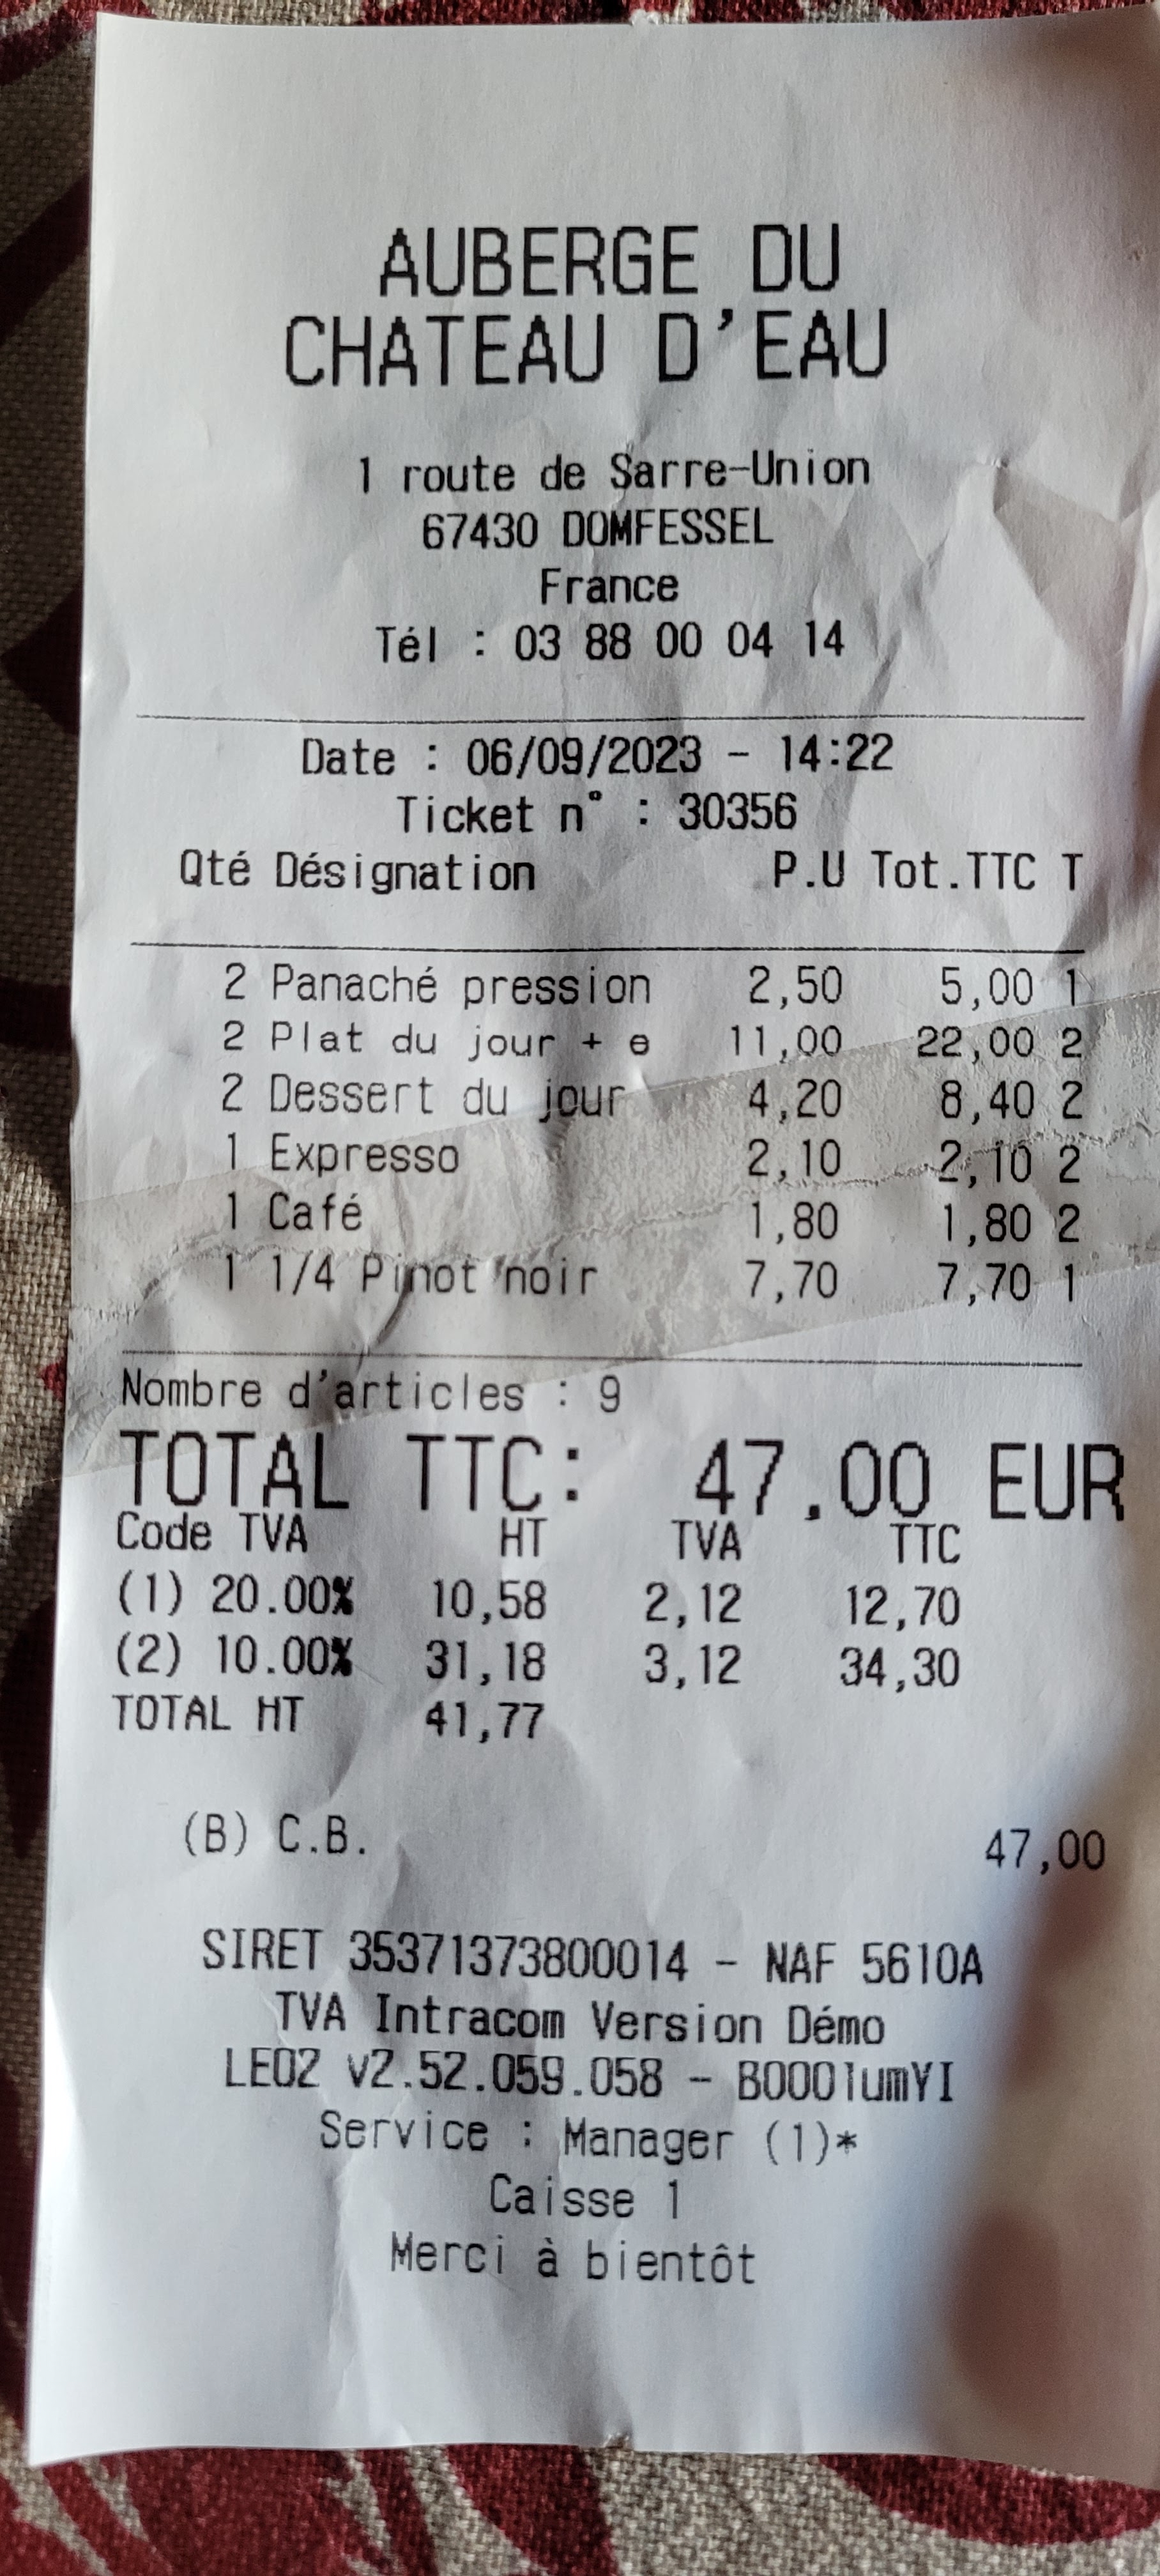 AUBERGE DU
CHATEAU D'EAU
1 route de Sarre-Union
67430 DOMFESSEL
France
Tél : 03 88 00 04 14
Date : 06/09/2023 - 14:22
Ticket n° : 30356
Qté Désignation P.U Tot.TTC T
2 Panaché pression 2,50 5,00 1
2 Plat du jour + e 11,00 22,00 2
2 Dessert du jour 4,20 8,40 2
1 Expresso 2,10 2,10 2
1 Café 1,80 1,80 2
1 1/4 Pinot noir 7,70 7,70 1
Nombre d'articles : 9
TOTAL TTC: 47.00 EUR
Code TVA HT TVA TTC
(1) 20.00% 10,58 2,12 12,70
(2) 10.00% 31,18 3,12 34,30
TOTAL HT 41,77
(B) C.B. 47,00
SIRET 35371373800014 - NAF 5610A
TVA Intracom Version Démo
LEO2 v2.52.059.058 - B0001umYI
Service : Manager (1)*
Caisse 1
Merci à bientôt